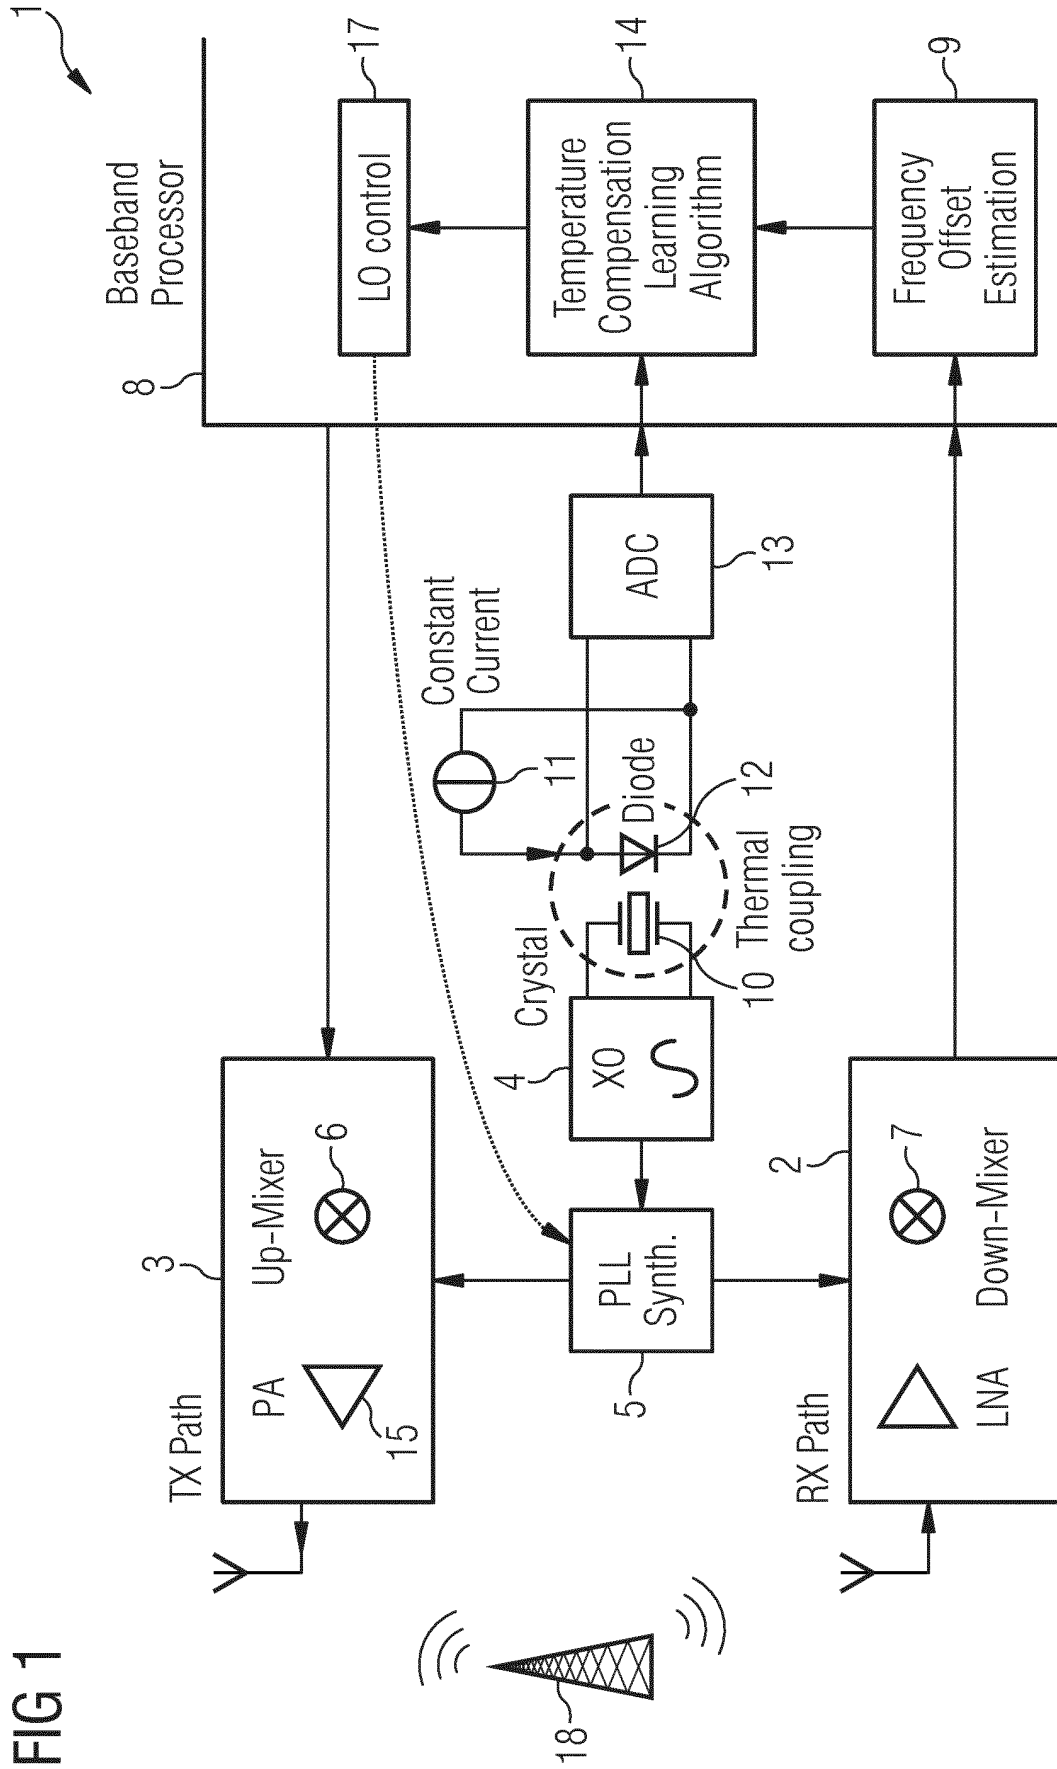 FIG 1
1
TX Path
3
PA
15
Up-Mixer
6
8
Baseband
Processor
LO control
17
18
5
PLL
Synth.
4
XO
Crystal
10
Thermal
coupling
Diode
12
11
Constant
Current
ADC
13
Temperature
Compensation
Learning
Algorithm
14
RX Path
2
LNA
Down-Mixer
7
Frequency
Offset
Estimation
9